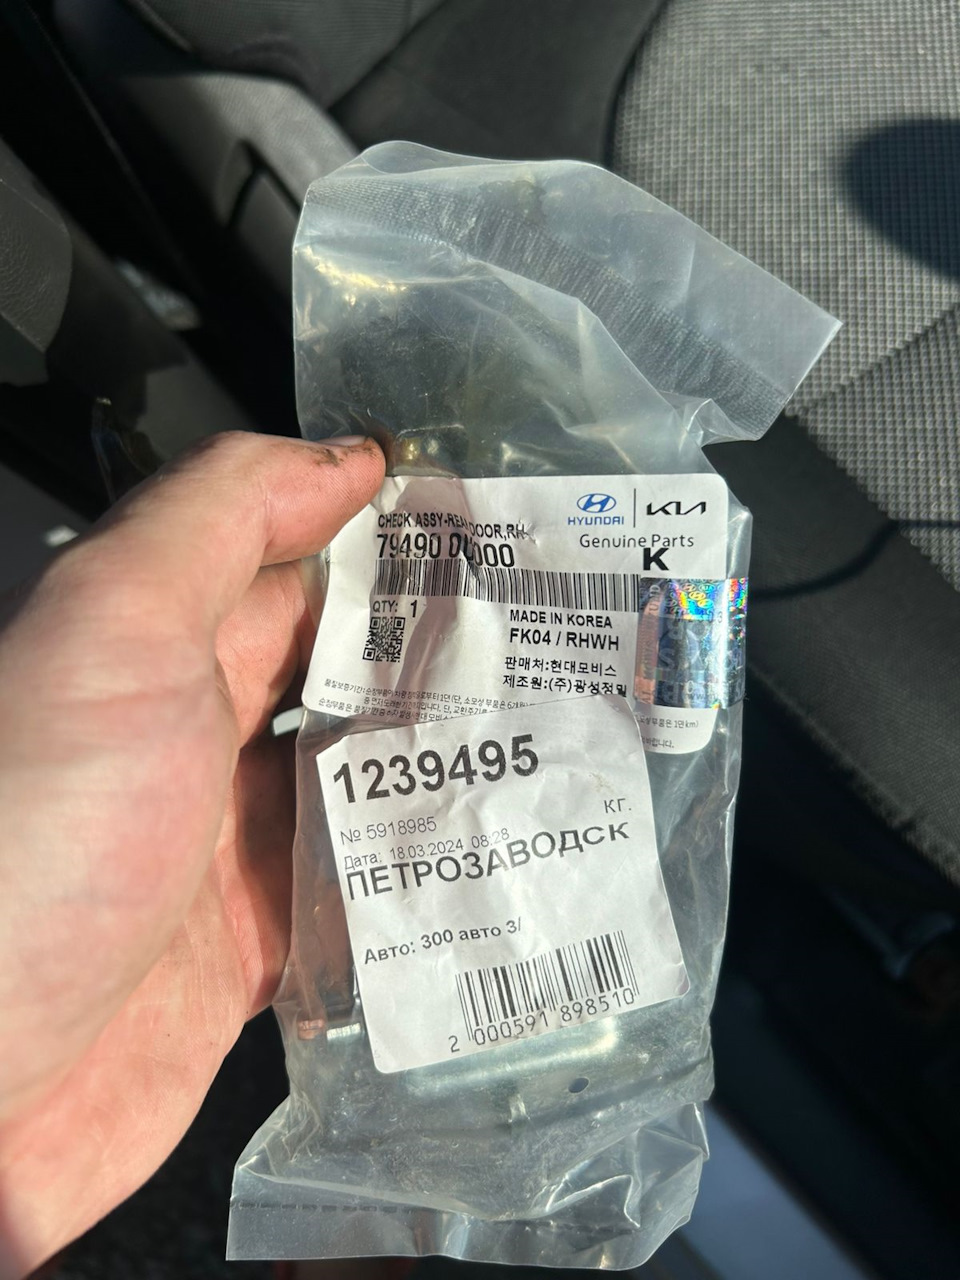 HYUNDAI KIA
Genuine Parts
CHECK ASSY-REAR DOOR,RH
79490
K
QTY: 1
MADE IN KOREA
FK04 / RHWH
판매처:현대모비스
제조원:(주)광성정밀
1239495
КГ.
№ 5918985
Дата: 18.03.2024 08:28
ПЕТРОЗАВОДСК
Авто: 300 авто 3/
2 000591 898510